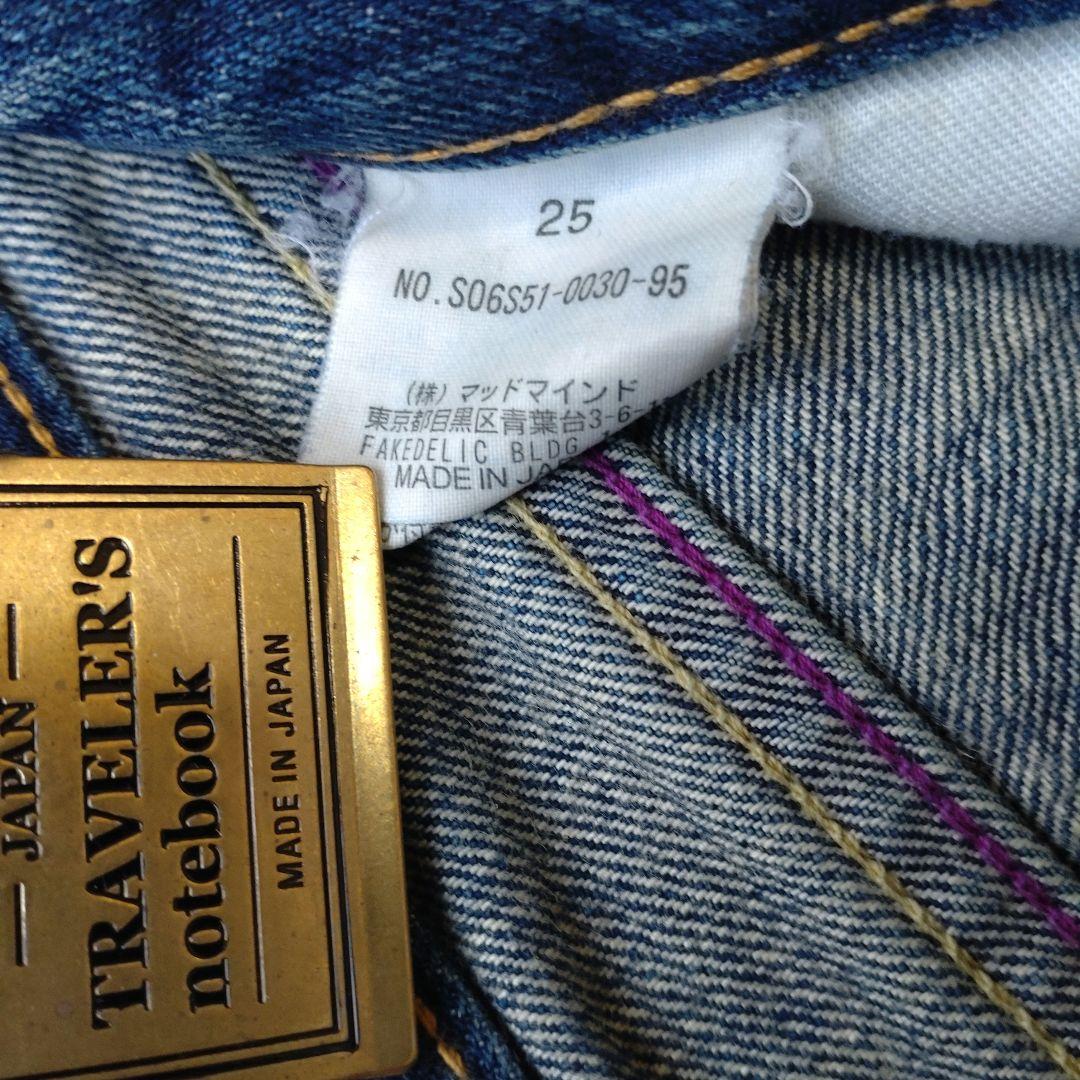 25
NO. S06S51-0030-95
(株) マッドマインド
東京都目黒区青葉台3-6-
FAKEDELIC BLDG
MADE IN
JAPAN
TRAVELER'S
notebook
MADE IN JAPAN